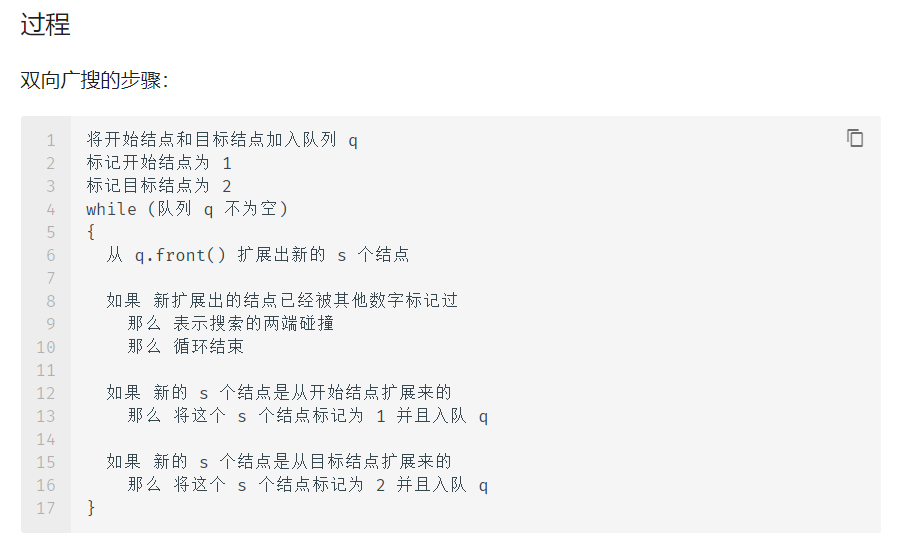 过程
双向广搜的步骤：
1 将开始结点和目标结点加入队列 q
2 标记开始结点为 1
3 标记目标结点为 2
4 while (队列 q 不为空)
5 {
6   从 q.front() 扩展出新的 s 个结点
7
8   如果 新扩展出的结点已经被其他数字标记过
9     那么 表示搜索的两端碰撞
10     那么 循环结束
11
12   如果 新的 s 个结点是从开始结点扩展来的
13     那么 将这个 s 个结点标记为 1 并且入队 q
14
15   如果 新的 s 个结点是从目标结点扩展来的
16     那么 将这个 s 个结点标记为 2 并且入队 q
17 }